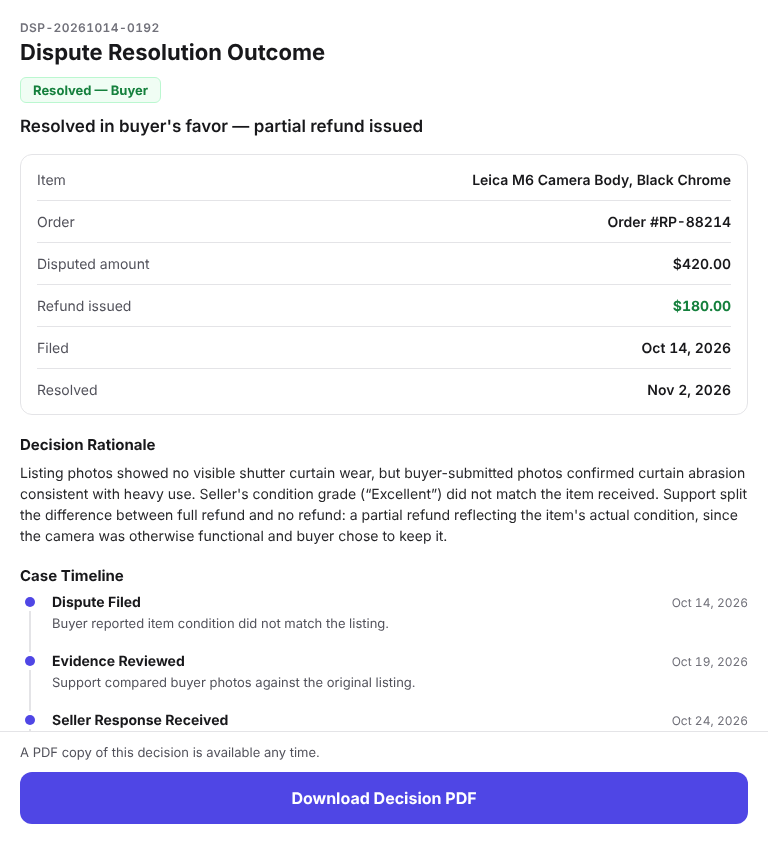 DSP-20261014-0192
Dispute Resolution Outcome
Resolved — Buyer
Resolved in buyer's favor — partial refund issued
Item Leica M6 Camera Body, Black Chrome
Order Order #RP-88214
Disputed amount $420.00
Refund issued $180.00
Filed Oct 14, 2026
Resolved Nov 2, 2026
Decision Rationale
Listing photos showed no visible shutter curtain wear, but buyer-submitted photos confirmed curtain abrasion
consistent with heavy use. Seller's condition grade (“Excellent”) did not match the item received. Support split
the difference between full refund and no refund: a partial refund reflecting the item's actual condition, since
the camera was otherwise functional and buyer chose to keep it.
Case Timeline
Dispute Filed Oct 14, 2026
Buyer reported item condition did not match the listing.
Evidence Reviewed Oct 19, 2026
Support compared buyer photos against the original listing.
Seller Response Received Oct 24, 2026
A PDF copy of this decision is available any time.
Download Decision PDF